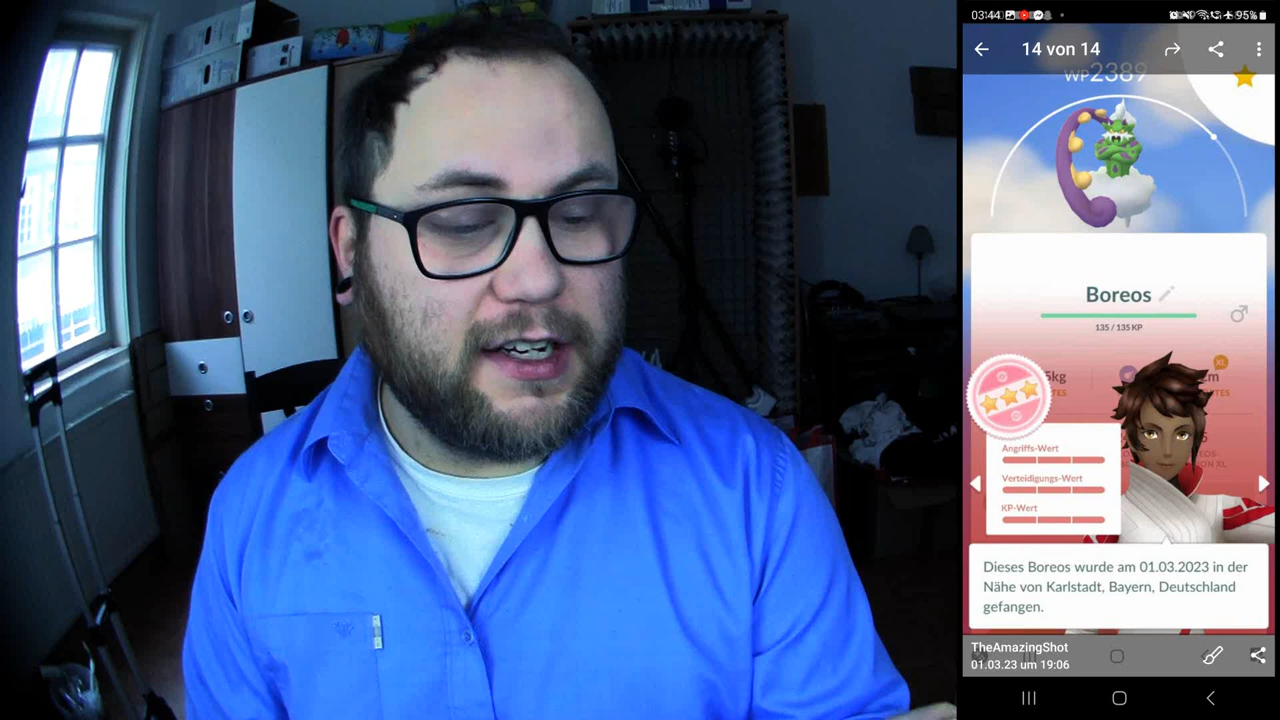 03:44
95%
14 von 14
WP2389
Boreos
135 / 135 KP
5kg
XL
Angriffs-Wert
Verteidigungs-Wert
KP-Wert
Dieses Boreos wurde am 01.03.2023 in der
Nähe von Karlstadt, Bayern, Deutschland
gefangen.
TheAmazingShot
01.03.23 um 19:06